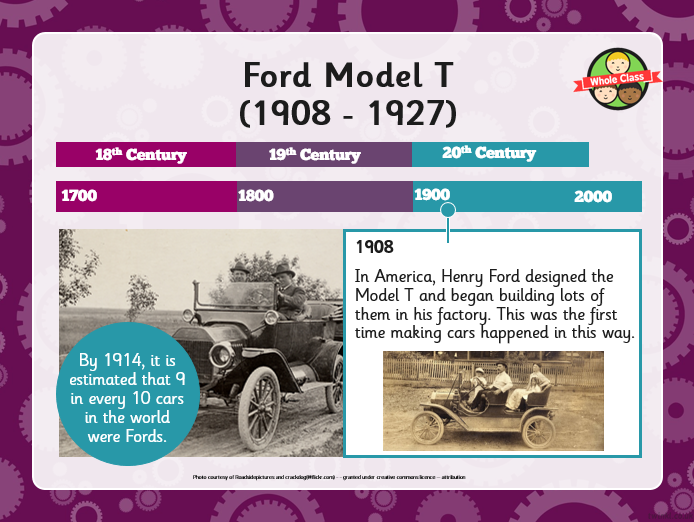 Ford Model T
(1908 - 1927)
Whole Class
18th Century
19th Century
20th Century
1700
1800
1900
2000
1908
In America, Henry Ford designed the
Model T and began building lots of
them in his factory. This was the first
time making cars happened in this way.
By 1914, it is
estimated that 9
in every 10 cars
in the world
were Fords.
Photo courtesy of Roadsidepictures and crackdog(@flickr.com) - - granted under creative commons licence – attribution